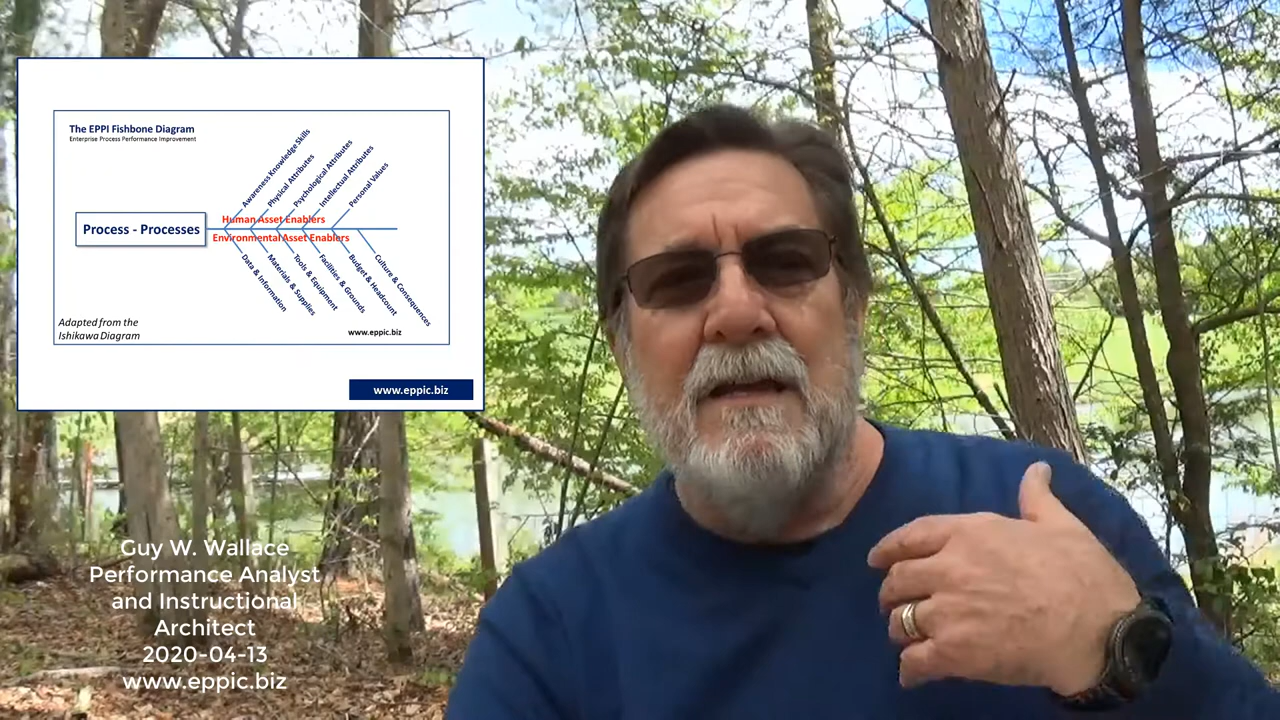 The EPPI Fishbone Diagram
Enterprise Process Performance Improvement
Awareness Knowledge Skills
Physical Attributes
Psychological Attributes
Intellectual Attributes
Personal Values
Process - Processes
Human Asset Enablers
Environmental Asset Enablers
Data & Information
Materials & Supplies
Tools & Equipment
Facilities & Grounds
Budget & Headcount
Culture & Consequences
Adapted from the
Ishikawa Diagram
www.eppic.biz
www.eppic.biz
Guy W. Wallace
Performance Analyst
and Instructional
Architect
2020-04-13
www.eppic.biz